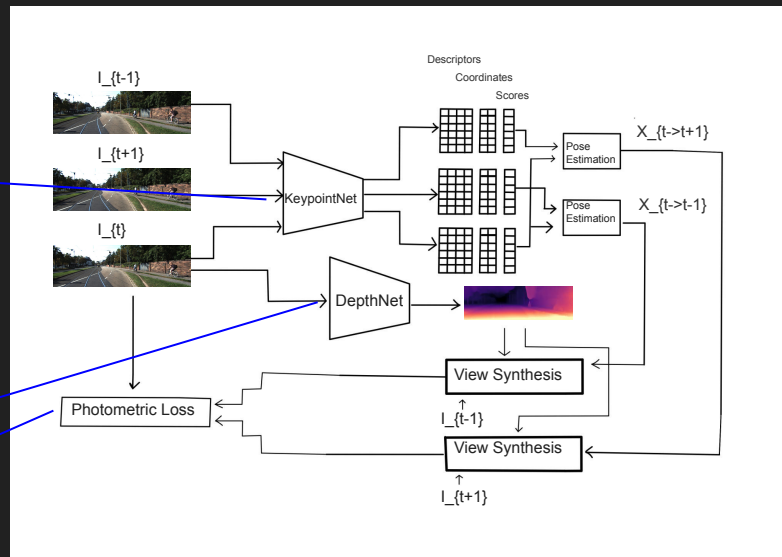 Descriptors
Coordinates
Scores
I_{t-1}
I_{t+1}
I_{t}
KeypointNet
Pose
Estimation
X_{t->t+1}
Pose
Estimation
X_{t->t-1}
DepthNet
View Synthesis
I_{t-1}
Photometric Loss
View Synthesis
I_{t+1}